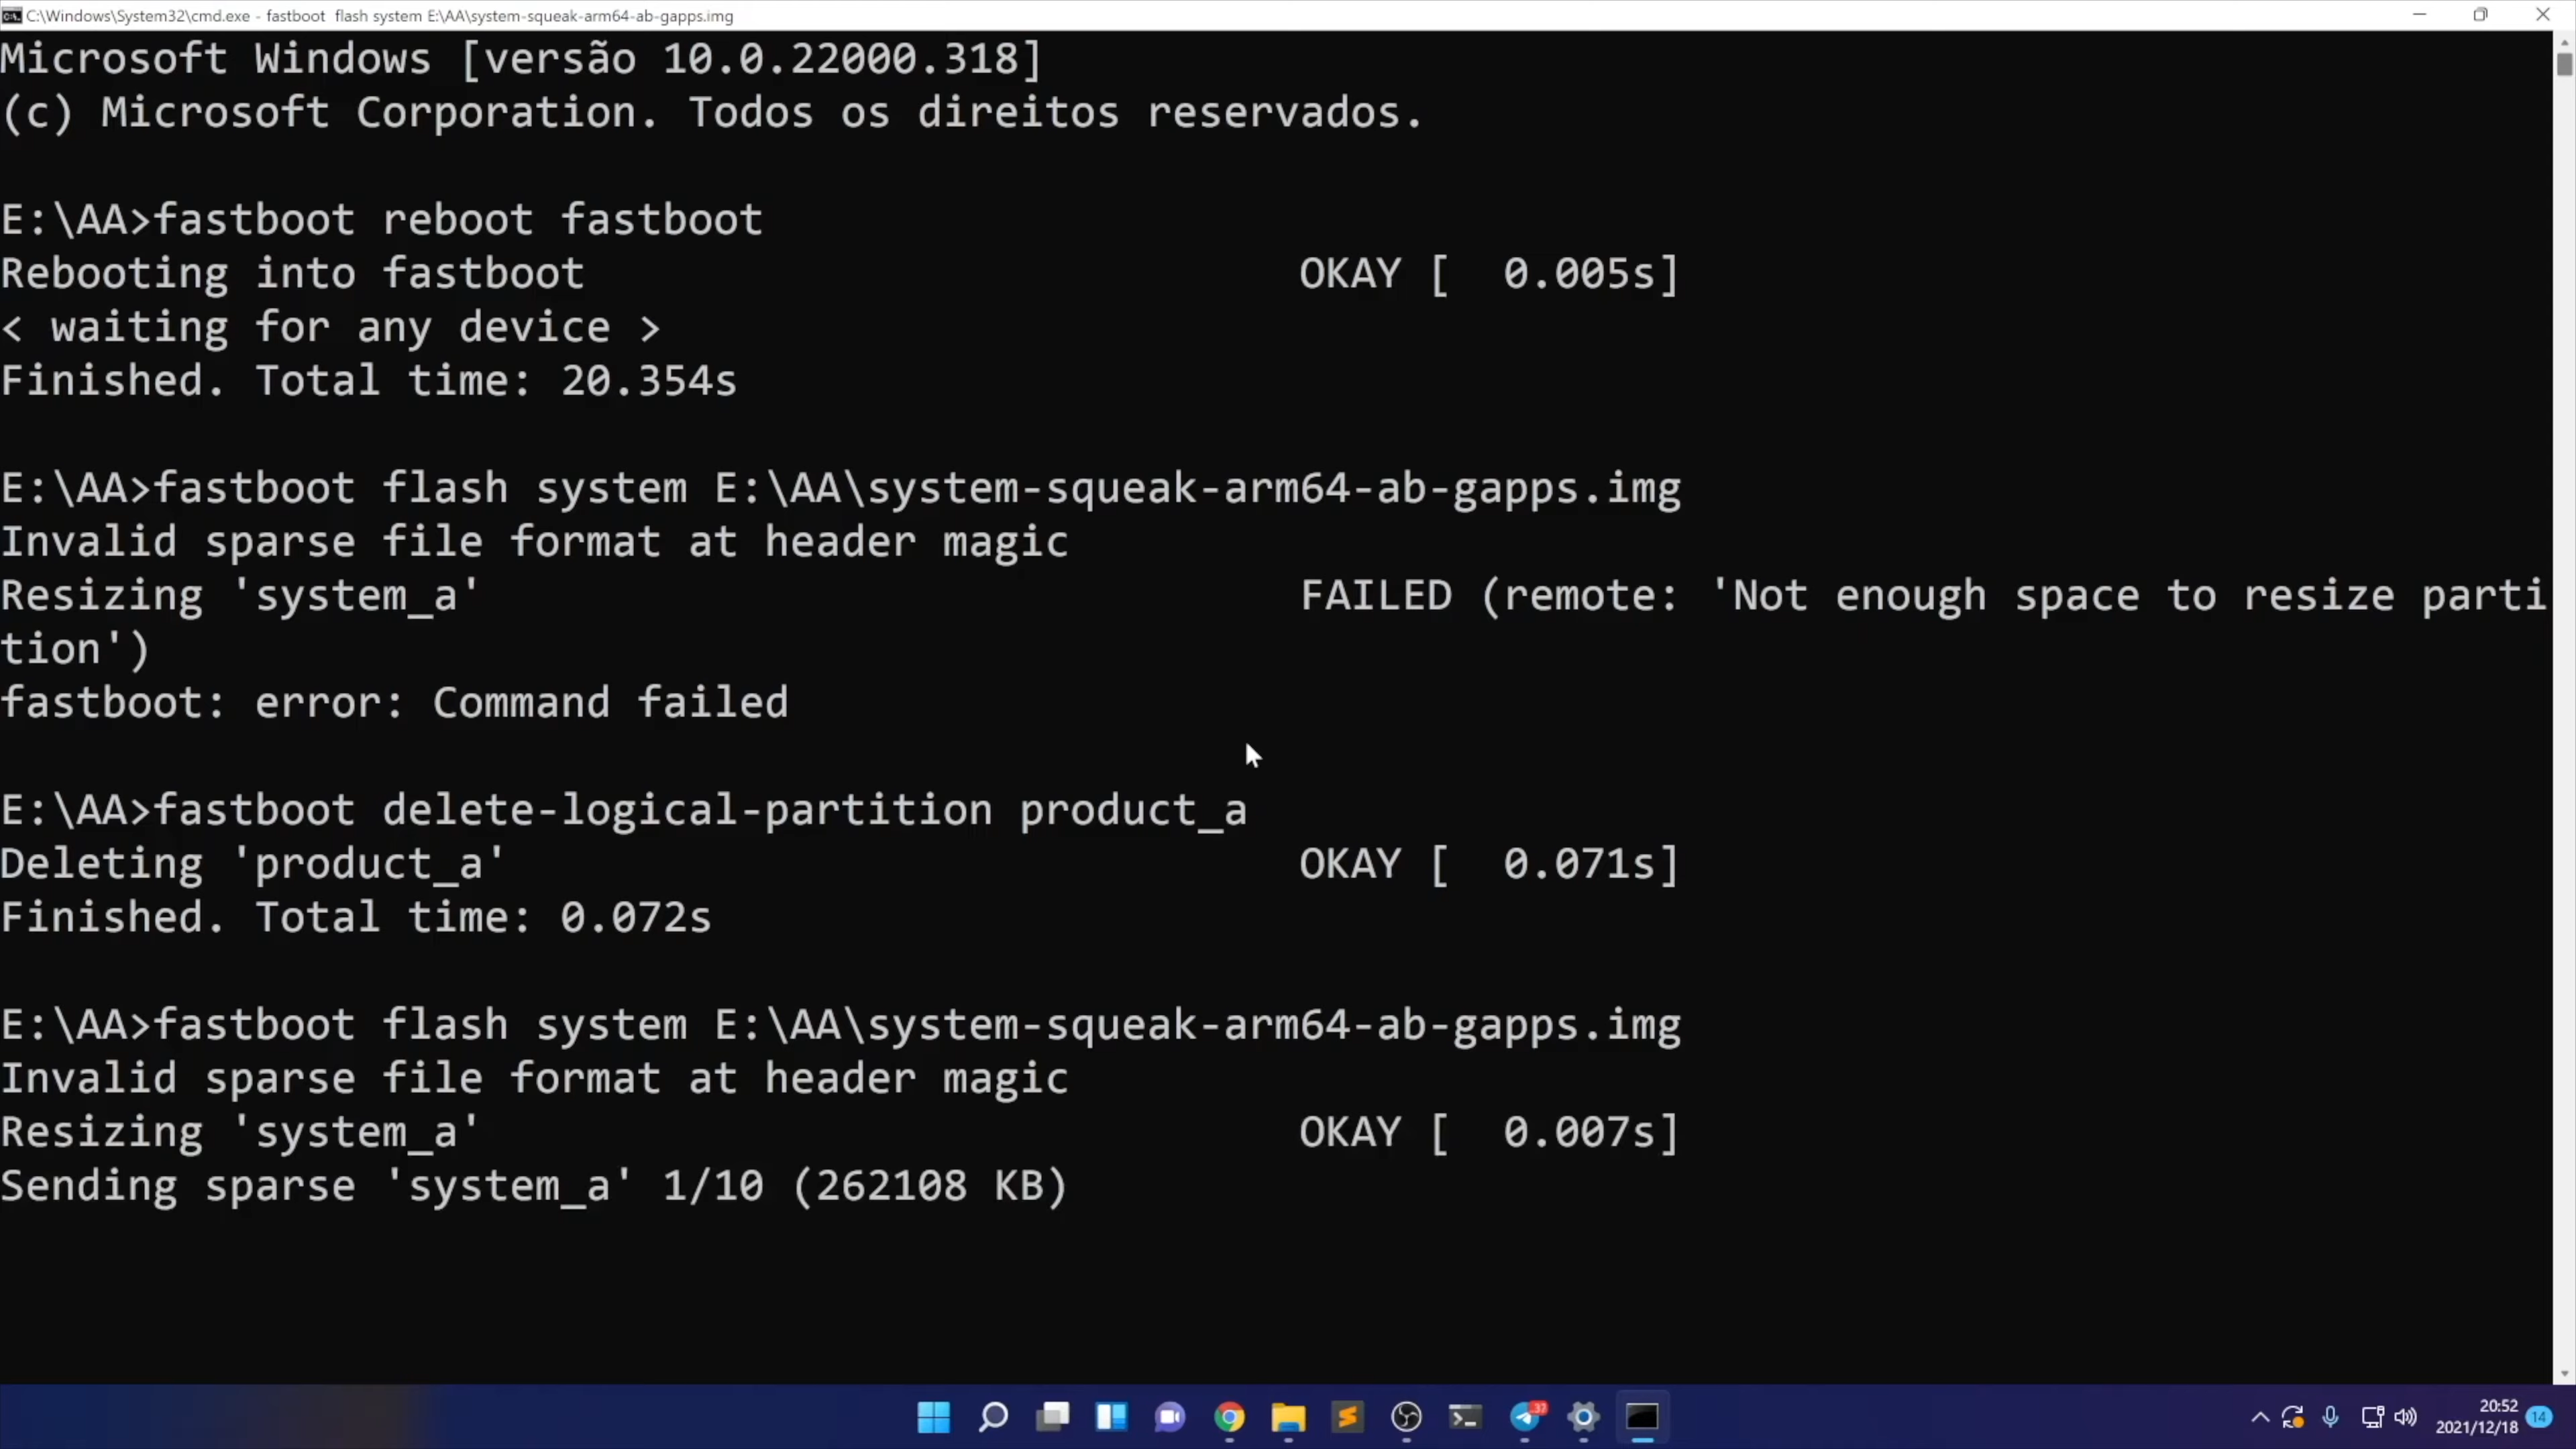 C:\Windows\System32\cmd.exe - fastboot  flash system E:\AA\system-squeak-arm64-ab-gapps.img
Microsoft Windows [versão 10.0.22000.318]
(c) Microsoft Corporation. Todos os direitos reservados.
E:\AA>fastboot reboot fastboot
Rebooting into fastboot                            OKAY [  0.005s]
< waiting for any device >
Finished. Total time: 20.354s
E:\AA>fastboot flash system E:\AA\system-squeak-arm64-ab-gapps.img
Invalid sparse file format at header magic
Resizing 'system_a'                                FAILED (remote: 'Not enough space to resize parti
tion')
fastboot: error: Command failed
E:\AA>fastboot delete-logical-partition product_a
Deleting 'product_a'                               OKAY [  0.071s]
Finished. Total time: 0.072s
E:\AA>fastboot flash system E:\AA\system-squeak-arm64-ab-gapps.img
Invalid sparse file format at header magic
Resizing 'system_a'                                OKAY [  0.007s]
Sending sparse 'system_a' 1/10 (262108 KB)
37
20:52
2021/12/18
14